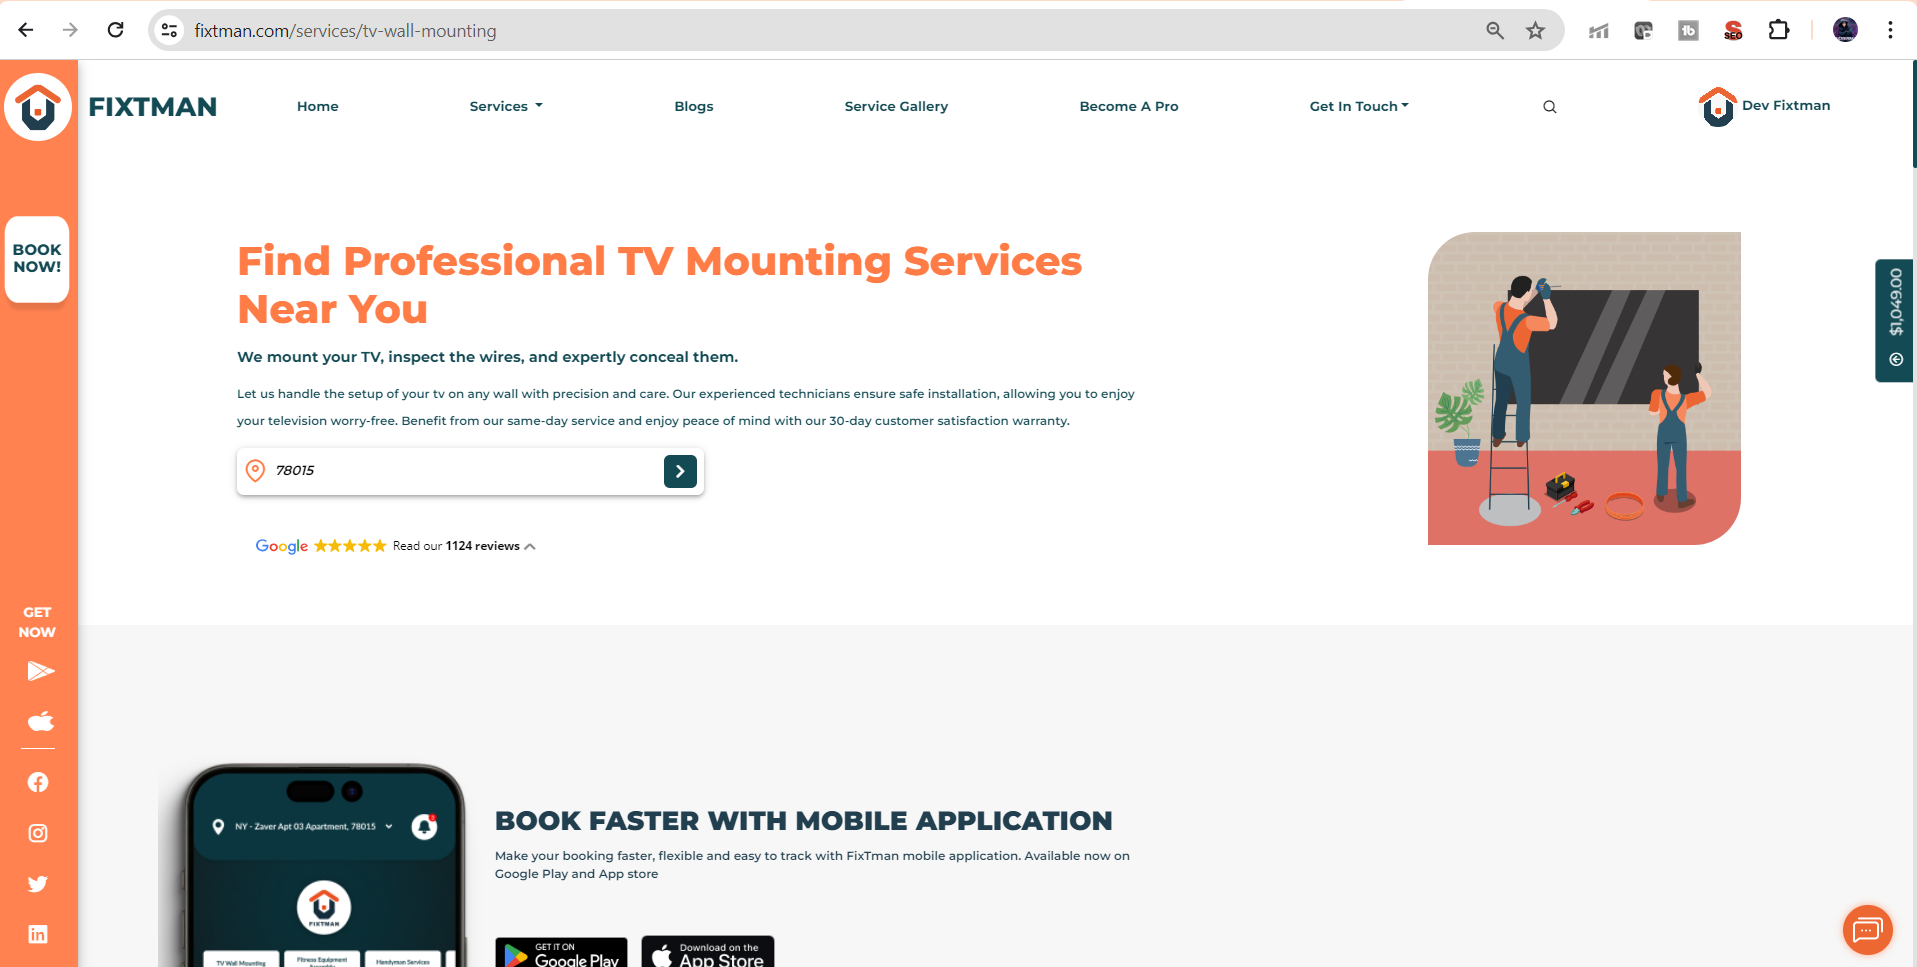 fixtman.com/services/tv-wall-mounting
FIXTMAN
Home
Services
Blogs
Service Gallery
Become A Pro
Get In Touch
Dev Fixtman
BOOK
NOW!
Find Professional TV Mounting Services
Near You
We mount your TV, inspect the wires, and expertly conceal them.
Let us handle the setup of your tv on any wall with precision and care. Our experienced technicians ensure safe installation, allowing you to enjoy
your television worry-free. Benefit from our same-day service and enjoy peace of mind with our 30-day customer satisfaction warranty.
78015
Google Read our 1124 reviews
$1,049.00
GET
NOW
NY - Zaver Apt 03 Apartment, 78015
FIXTMAN
TV Wall Mounting
Fitness Equipment
Assembly
Handyman Services
BOOK FASTER WITH MOBILE APPLICATION
Make your booking faster, flexible and easy to track with FixTman mobile application. Available now on
Google Play and App store
GET IT ON
Google Play
Download on the
App Store
SEO
tb